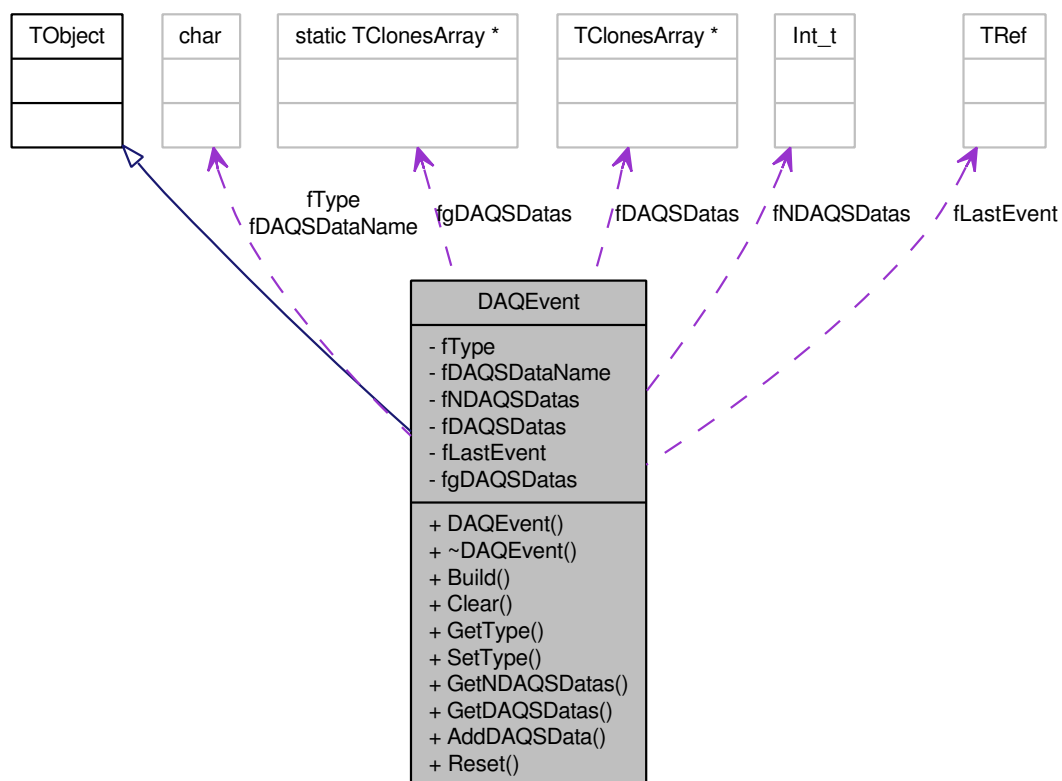 TObject
char
static TClonesArray *
TClonesArray *
Int_t
TRef
fType
fDAQSDataName
fgDAQSDatas
fDAQSDatas
fNDAQSDatas
fLastEvent
DAQEvent
- fType
- fDAQSDataName
- fNDAQSDatas
- fDAQSDatas
- fLastEvent
- fgDAQSDatas
+ DAQEvent()
+ ~DAQEvent()
+ Build()
+ Clear()
+ GetType()
+ SetType()
+ GetNDAQSDatas()
+ GetDAQSDatas()
+ AddDAQSData()
+ Reset()